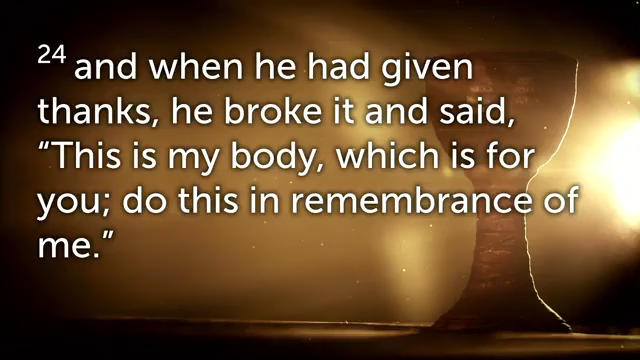 24 and when he had given
thanks, he broke it and said,
“This is my body, which is for
you; do this in remembrance of
me.”